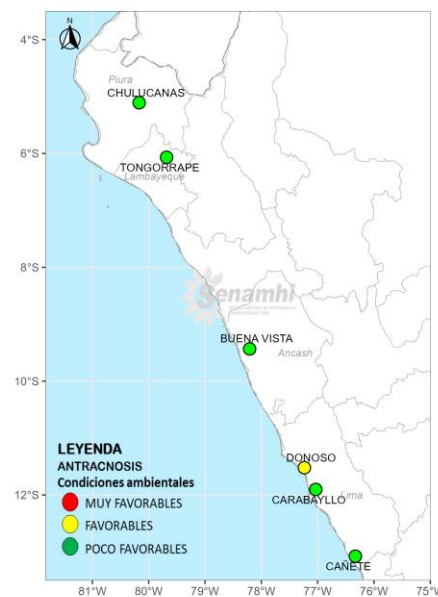 N
4°S
Piura
CHULUCANAS
6°S
TONGORRAPE
Lambayeque
8°S
Senamhi
BUENA VISTA
Ancash
10°S
DONOSO
12°S
CARABAYLLO
Lima
CAÑETE
LEYENDA
ANTRACNOSIS
Condiciones ambientales
MUY FAVORABLES
FAVORABLES
POCO FAVORABLES
81°W 80°W 79°W 78°W 77°W 76°W 75°W